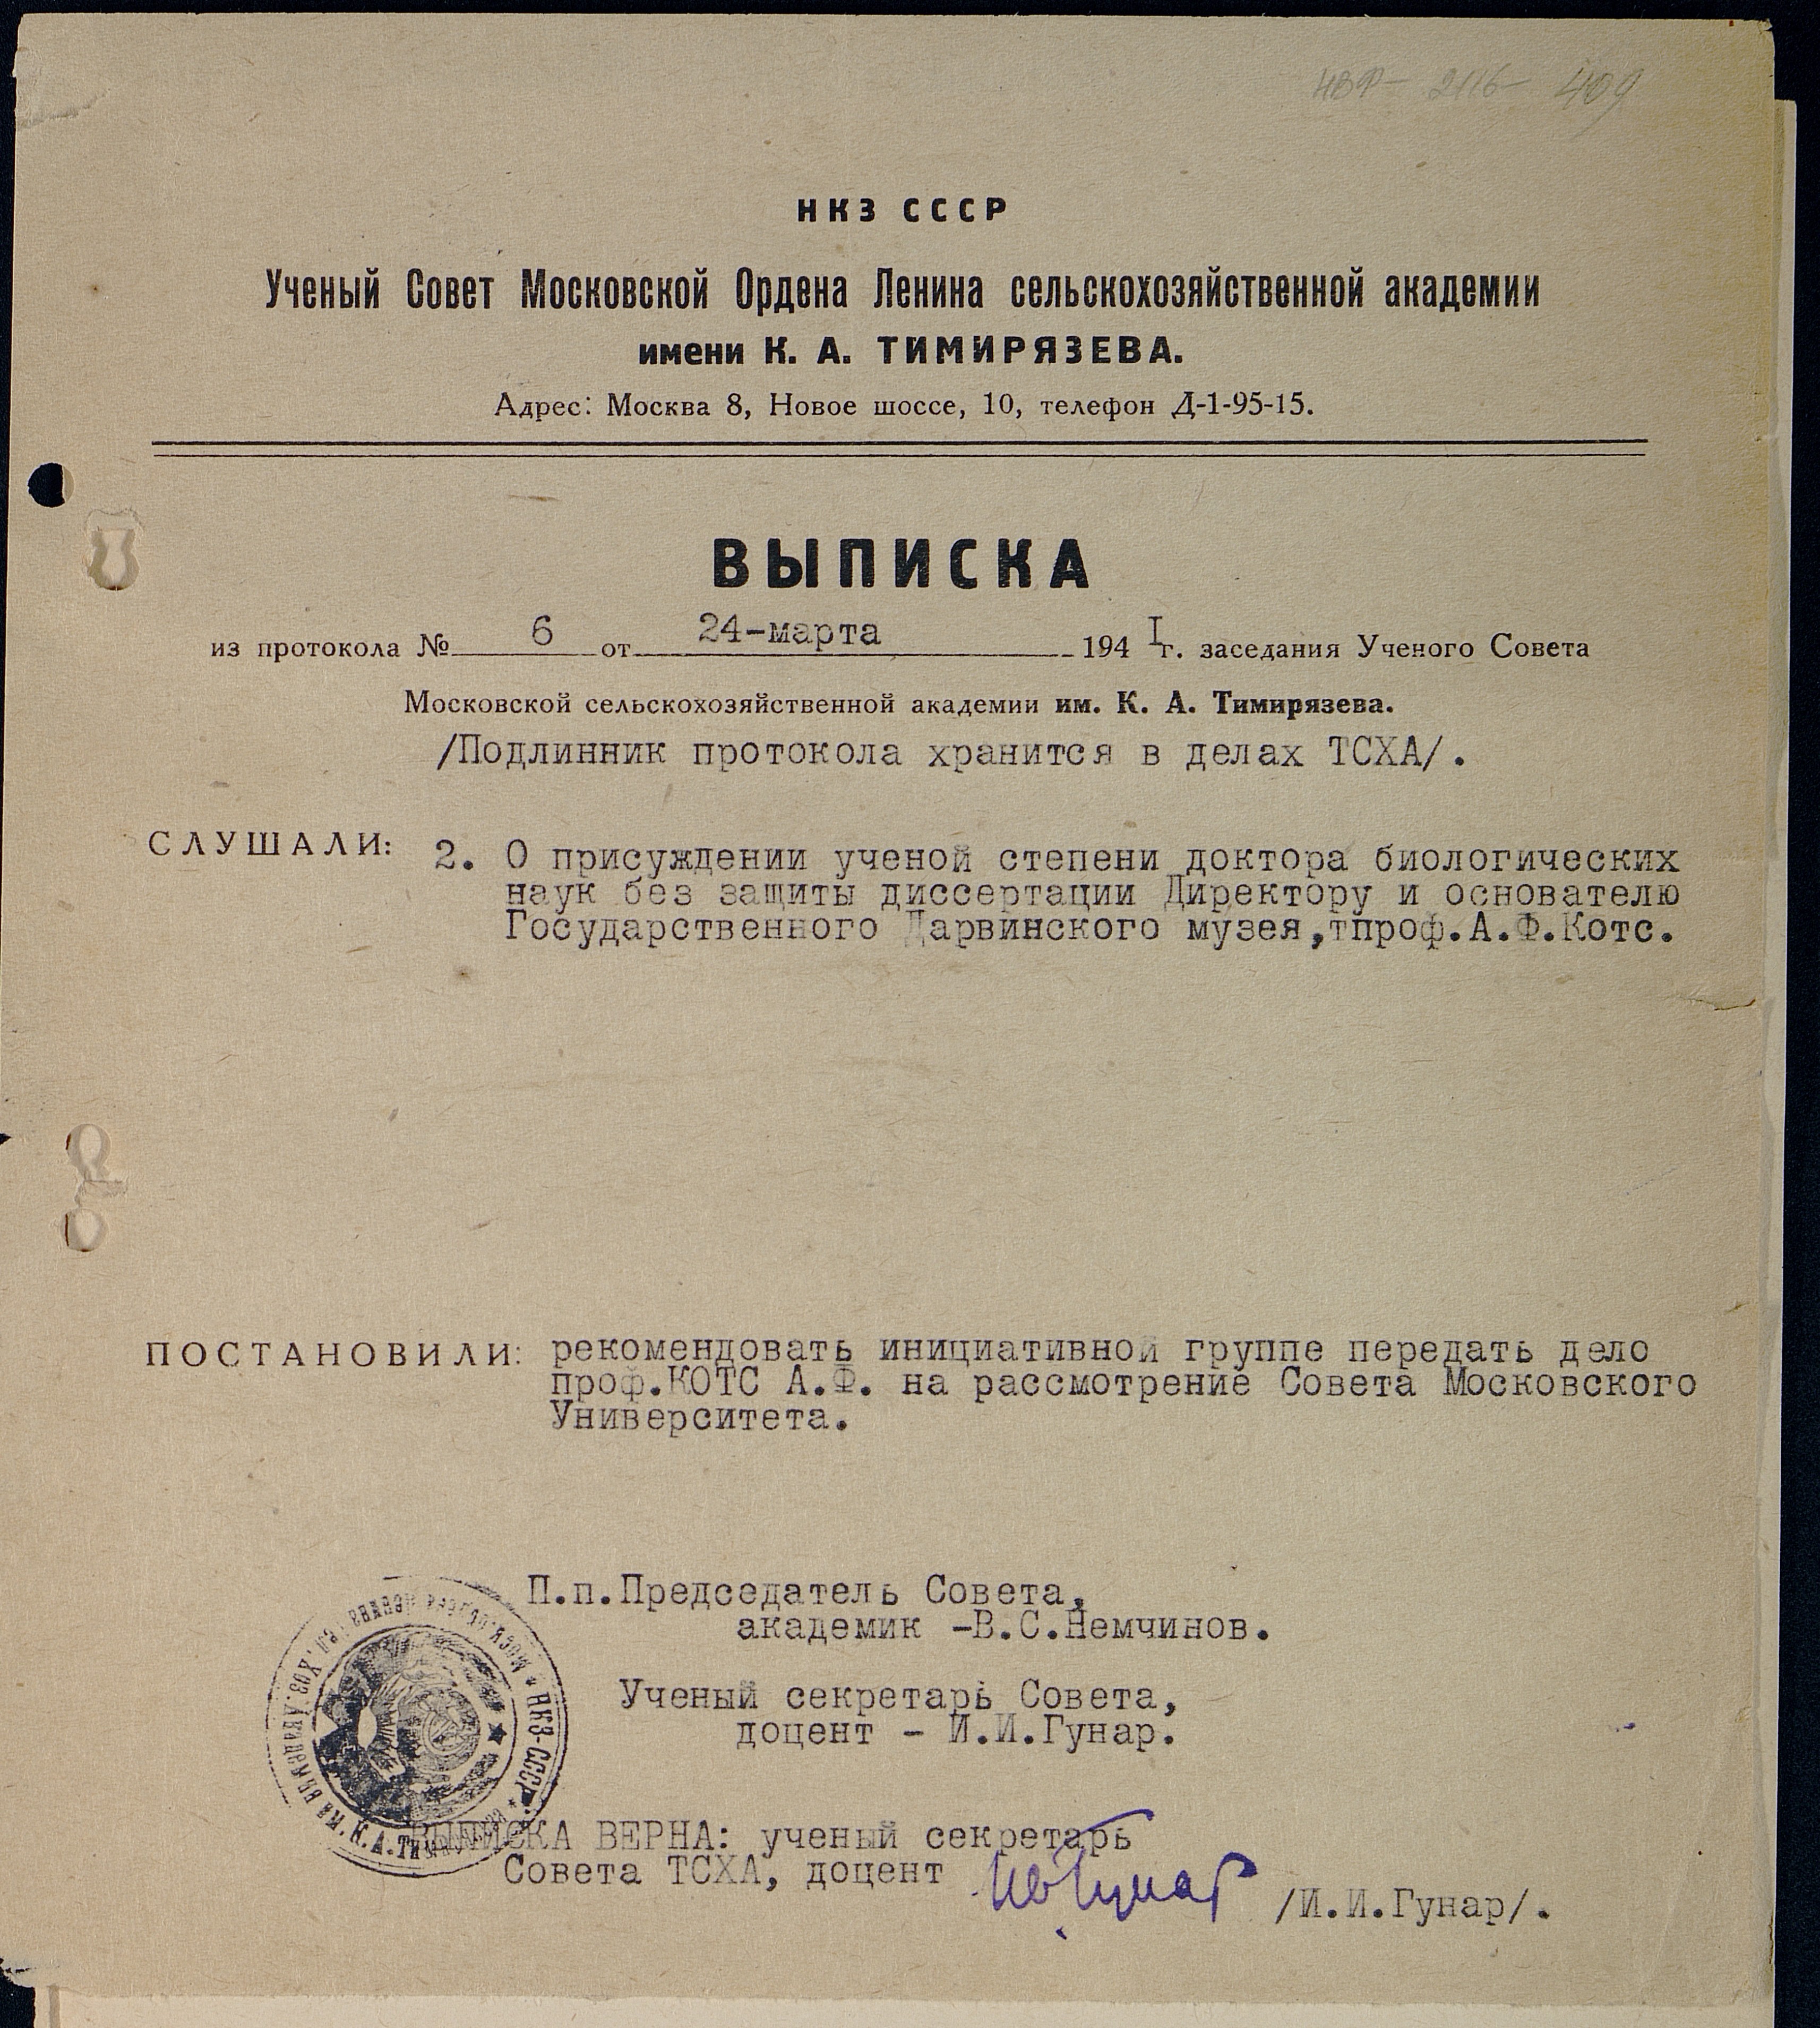 НВФ-2116-409
НКЗ СССР
Ученый Совет Московской Ордена Ленина сельскохозяйственной академии
имени К. А. ТИМИРЯЗЕВА.
Адрес: Москва 8, Новое шоссе, 10, телефон Д-1-95-15.
ВЫПИСКА
из протокола № 6 от 24-марта 194 I г. заседания Ученого Совета
Московской сельскохозяйственной академии им. К. А. Тимирязева.
/Подлинник протокола хранится в делах ТСХА/.
СЛУШАЛИ: 2. О присуждении ученой степени доктора биологических
наук без защиты диссертации Директору и основателю
Государственного Дарвинского музея,тпроф.А.Ф.Котс.
ПОСТАНОВИЛИ: рекомендовать инициативной группе передать дело
проф.КОТС А.Ф. на рассмотрение Совета Московского
Университета.
П.п.Председатель Совета,
академик -В.С.Немчинов.
Ученый секретарь Совета,
доцент - И.И.Гунар.
НКЗ-СССР
ВЫПИСКА ВЕРНА: ученый секретарь
Совета ТСХА, доцент
/И.И.Гунар/.